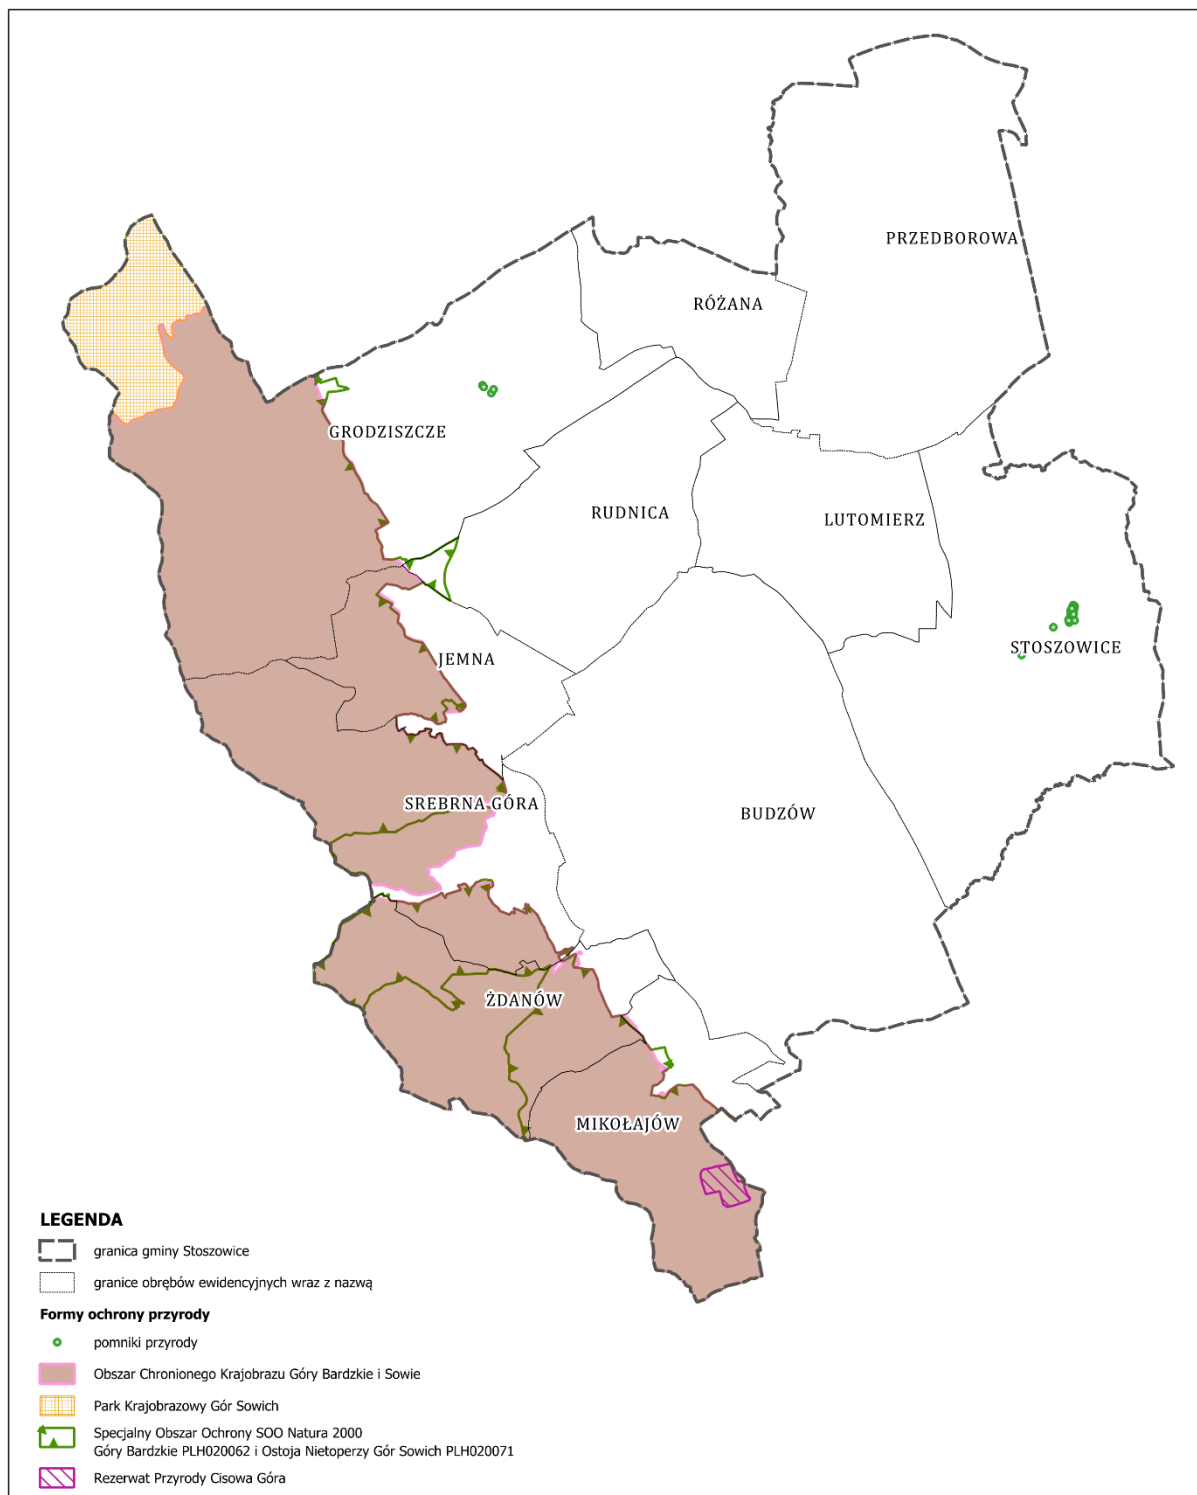 PRZEDBOROWA
RÓŻANA
GRODZISZCZE
RUDNICA
LUTOMIERZ
STOSZOWICE
JEMNA
SREBRNA GÓRA
BUDZÓW
ŻDANÓW
MIKOŁAJÓW
LEGENDA
granica gminy Stoszowice
granice obrębów ewidencyjnych wraz z nazwą
Formy ochrony przyrody
pomniki przyrody
Obszar Chronionego Krajobrazu Góry Bardzkie i Sowie
Park Krajobrazowy Gór Sowich
Specjalny Obszar Ochrony SOO Natura 2000
Góry Bardzkie PLH020062 i Ostoja Nietoperzy Gór Sowich PLH020071
Rezerwat Przyrody Cisowa Góra